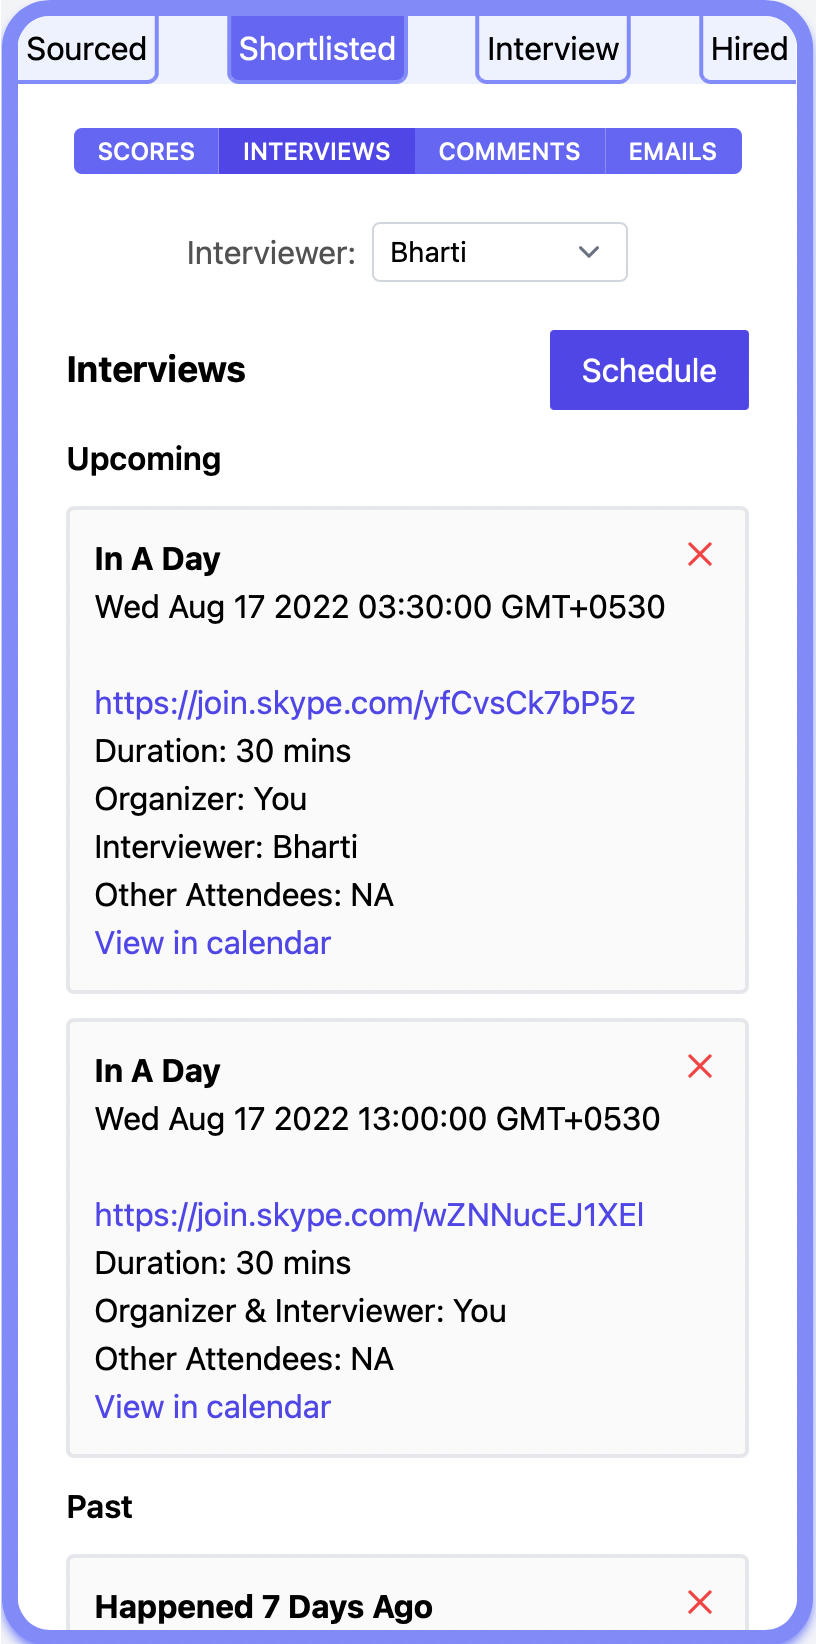 Sourced Shortlisted Interview Hired
SCORES INTERVIEWS COMMENTS EMAILS
Interviewer: Bharti
Interviews Schedule
Upcoming
In A Day
Wed Aug 17 2022 03:30:00 GMT+0530
https://join.skype.com/yfCvsCk7bP5z
Duration: 30 mins
Organizer: You
Interviewer: Bharti
Other Attendees: NA
View in calendar
In A Day
Wed Aug 17 2022 13:00:00 GMT+0530
https://join.skype.com/wZNNucEJ1XEl
Duration: 30 mins
Organizer & Interviewer: You
Other Attendees: NA
View in calendar
Past
Happened 7 Days Ago